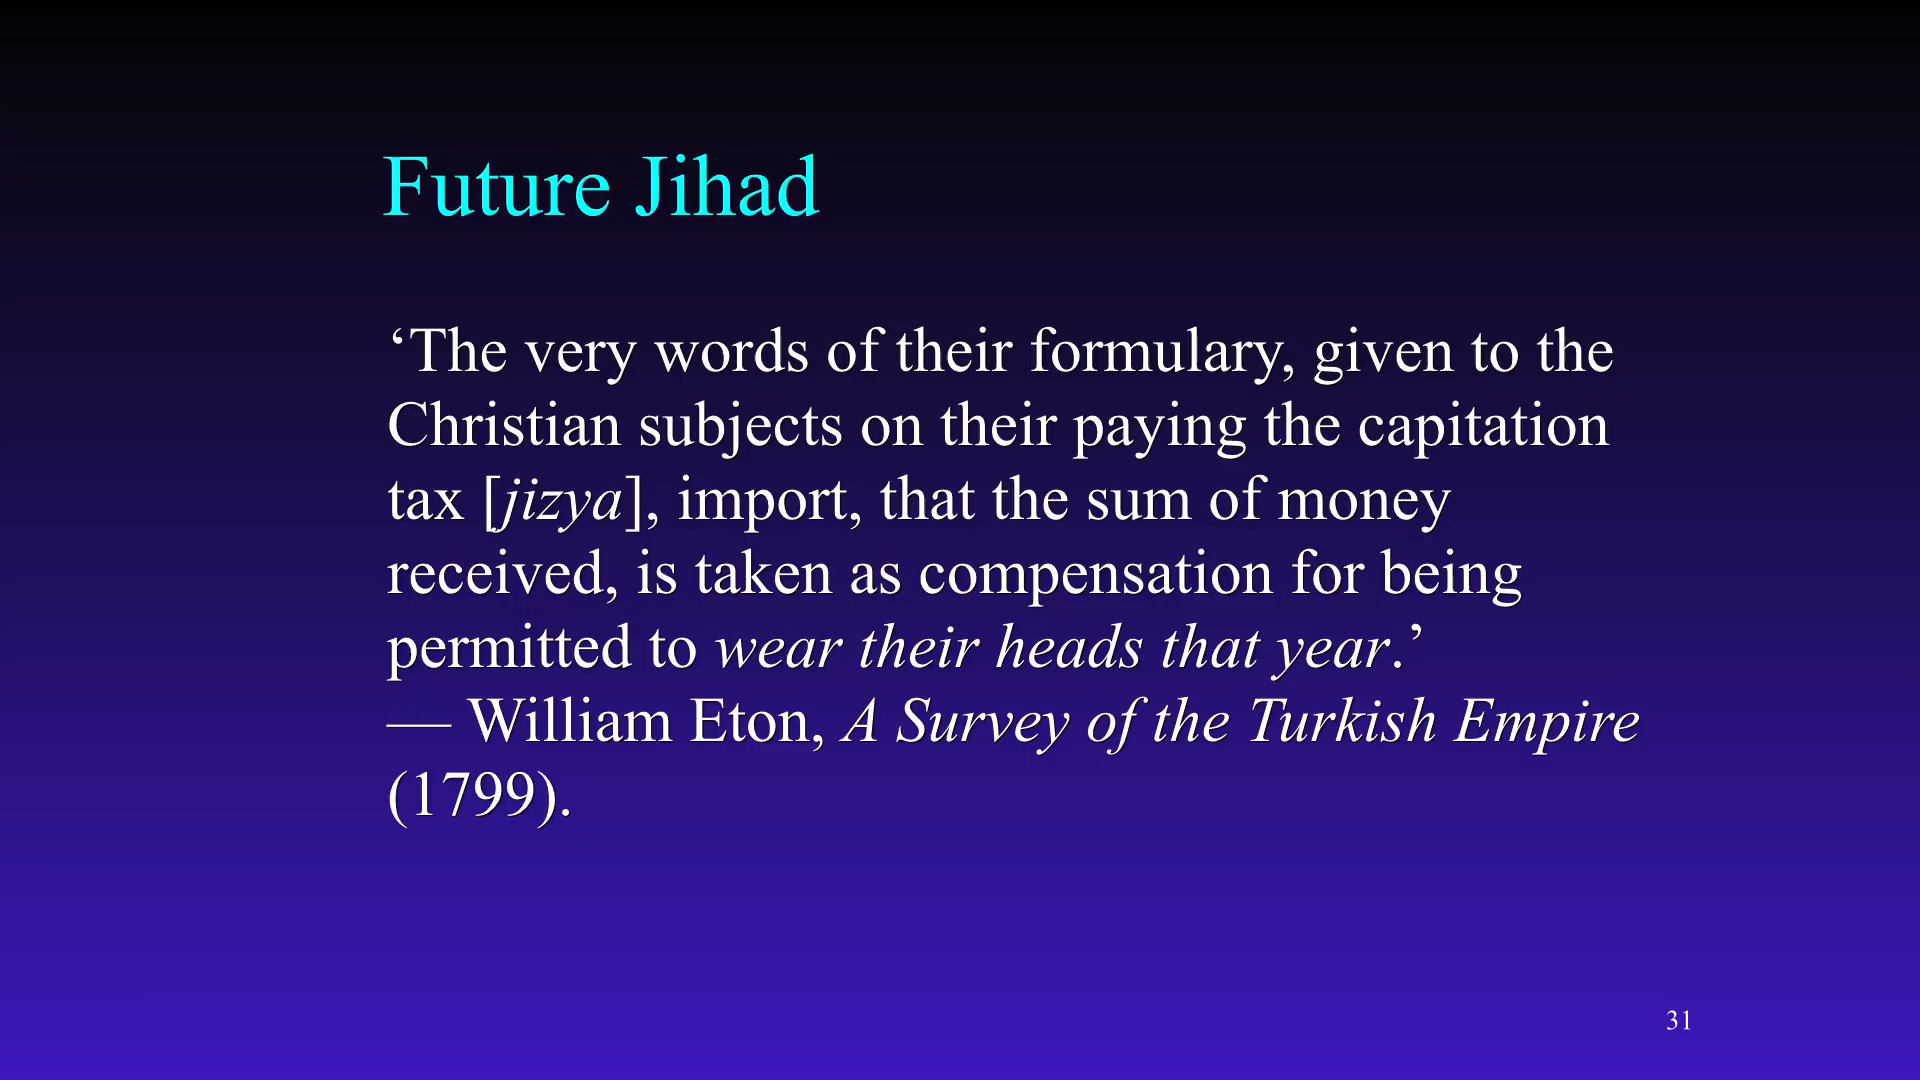 Future Jihad
‘The very words of their formulary, given to the
Christian subjects on their paying the capitation
tax [jizya], import, that the sum of money
received, is taken as compensation for being
permitted to wear their heads that year.’
— William Eton, A Survey of the Turkish Empire
(1799).
31